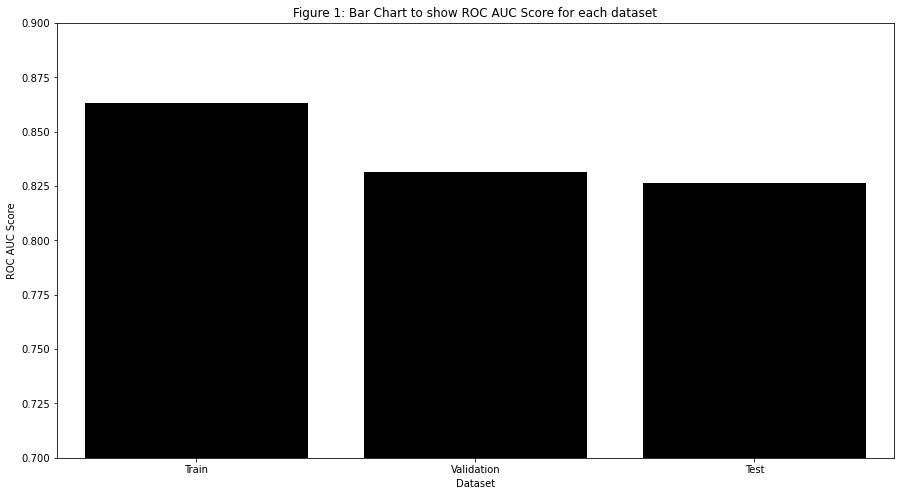 Figure 1: Bar Chart to show ROC AUC Score for each dataset
0.900
0.875
0.850
0.825
0.800
0.775
0.750
0.725
0.700
ROC AUC Score
Train
Validation
Test
Dataset